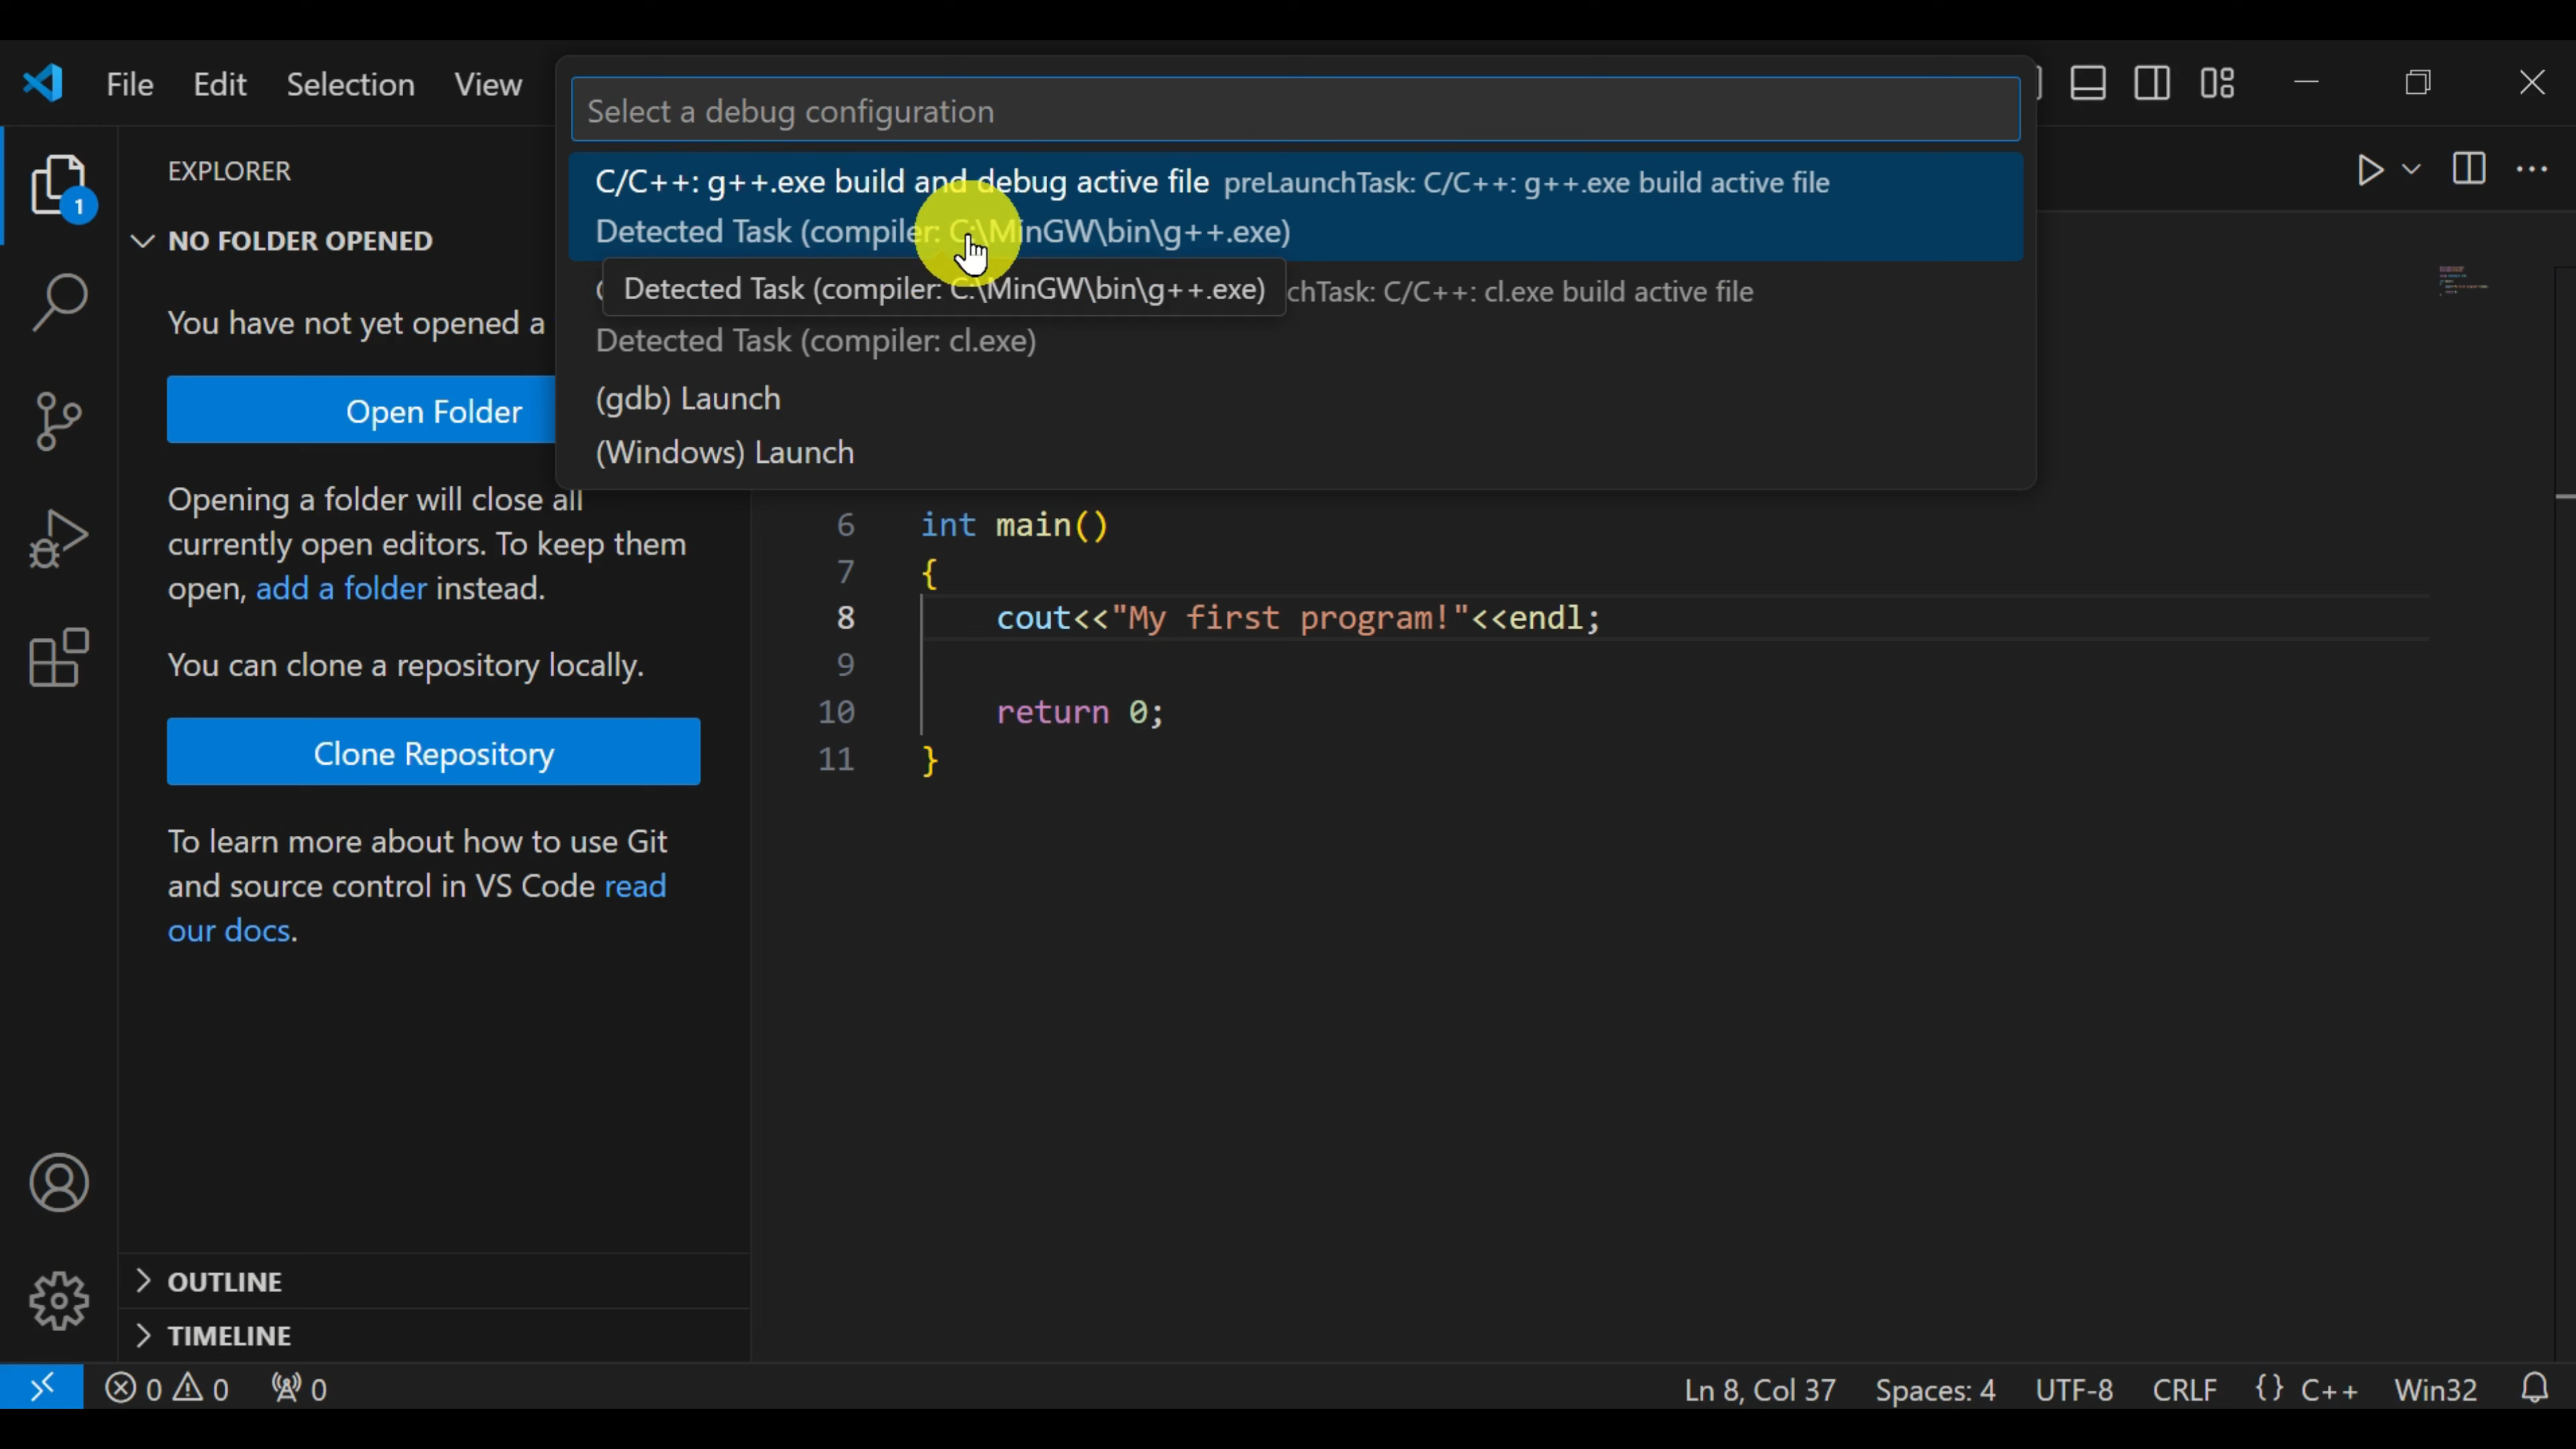 File Edit Selection View
Select a debug configuration
C/C++: g++.exe build and debug active file preLaunchTask: C/C++: g++.exe build active file
Detected Task (compiler: C:\MinGW\bin\g++.exe)
Detected Task (compiler: C:\MinGW\bin\g++.exe)
chTask: C/C++: cl.exe build active file
Detected Task (compiler: cl.exe)
(gdb) Launch
(Windows) Launch
1
EXPLORER
NO FOLDER OPENED
You have not yet opened a
Open Folder
Opening a folder will close all
currently open editors. To keep them
open, add a folder instead.
You can clone a repository locally.
Clone Repository
To learn more about how to use Git
and source control in VS Code read
our docs.
OUTLINE
TIMELINE
6 int main()
7 {
8 cout<<"My first program!"<<endl;
9
10 return 0;
11 }
0 0 0
Ln 8, Col 37 Spaces: 4 UTF-8 CRLF {} C++ Win32